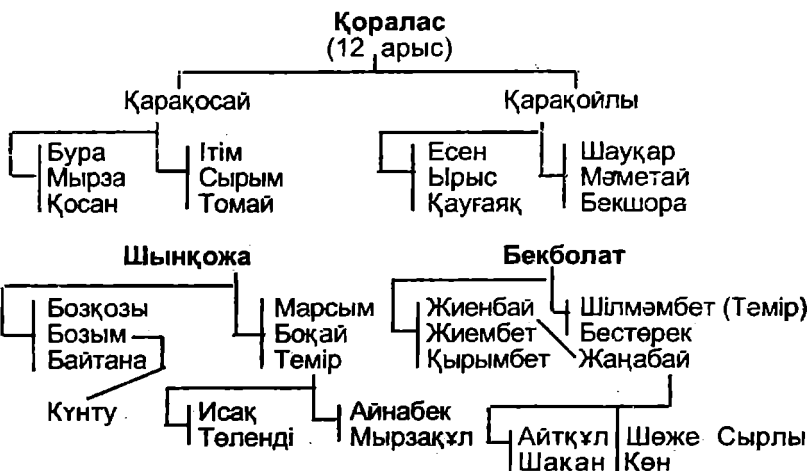 Қоралас
(12 арыс)
Қарақосай Қарақойлы
Бура Ітім Есен Шауқар
Мырза Сырым Ырыс Мәметай
Қосан Томай Қауғаяқ Бекшора
Шынқожа Бекболат
Бозқозы Марсым Жиенбай Шілмәмбет (Тәмір)
Бозым Боқай Жиембет Бестөрек
Байтана Темір Қырымбет Жаңабай
Күнту Исақ Айнабек
Төленді Мырзақұл Айтқұл Шөже Сырлы
Шақан Көн